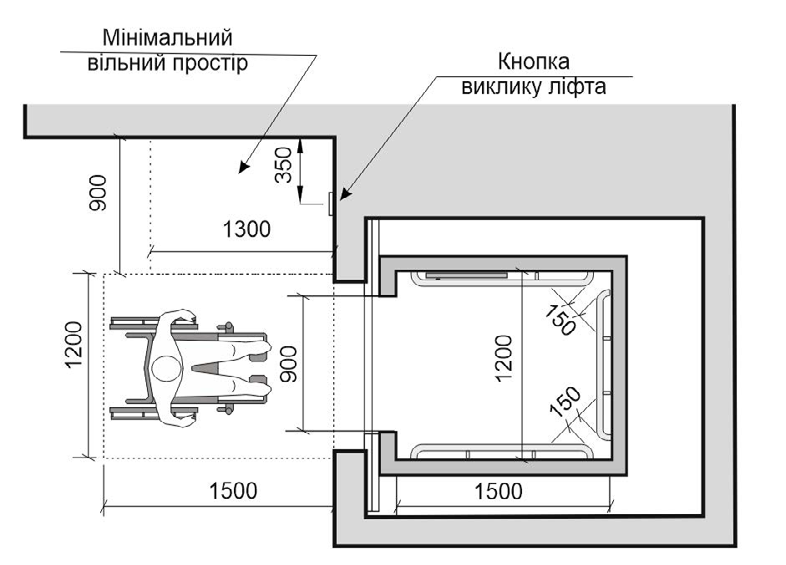 Мінімальний
вільний простір
Кнопка
виклику ліфта
350
900
1300
1200
900
1200
150
150
1500
1500